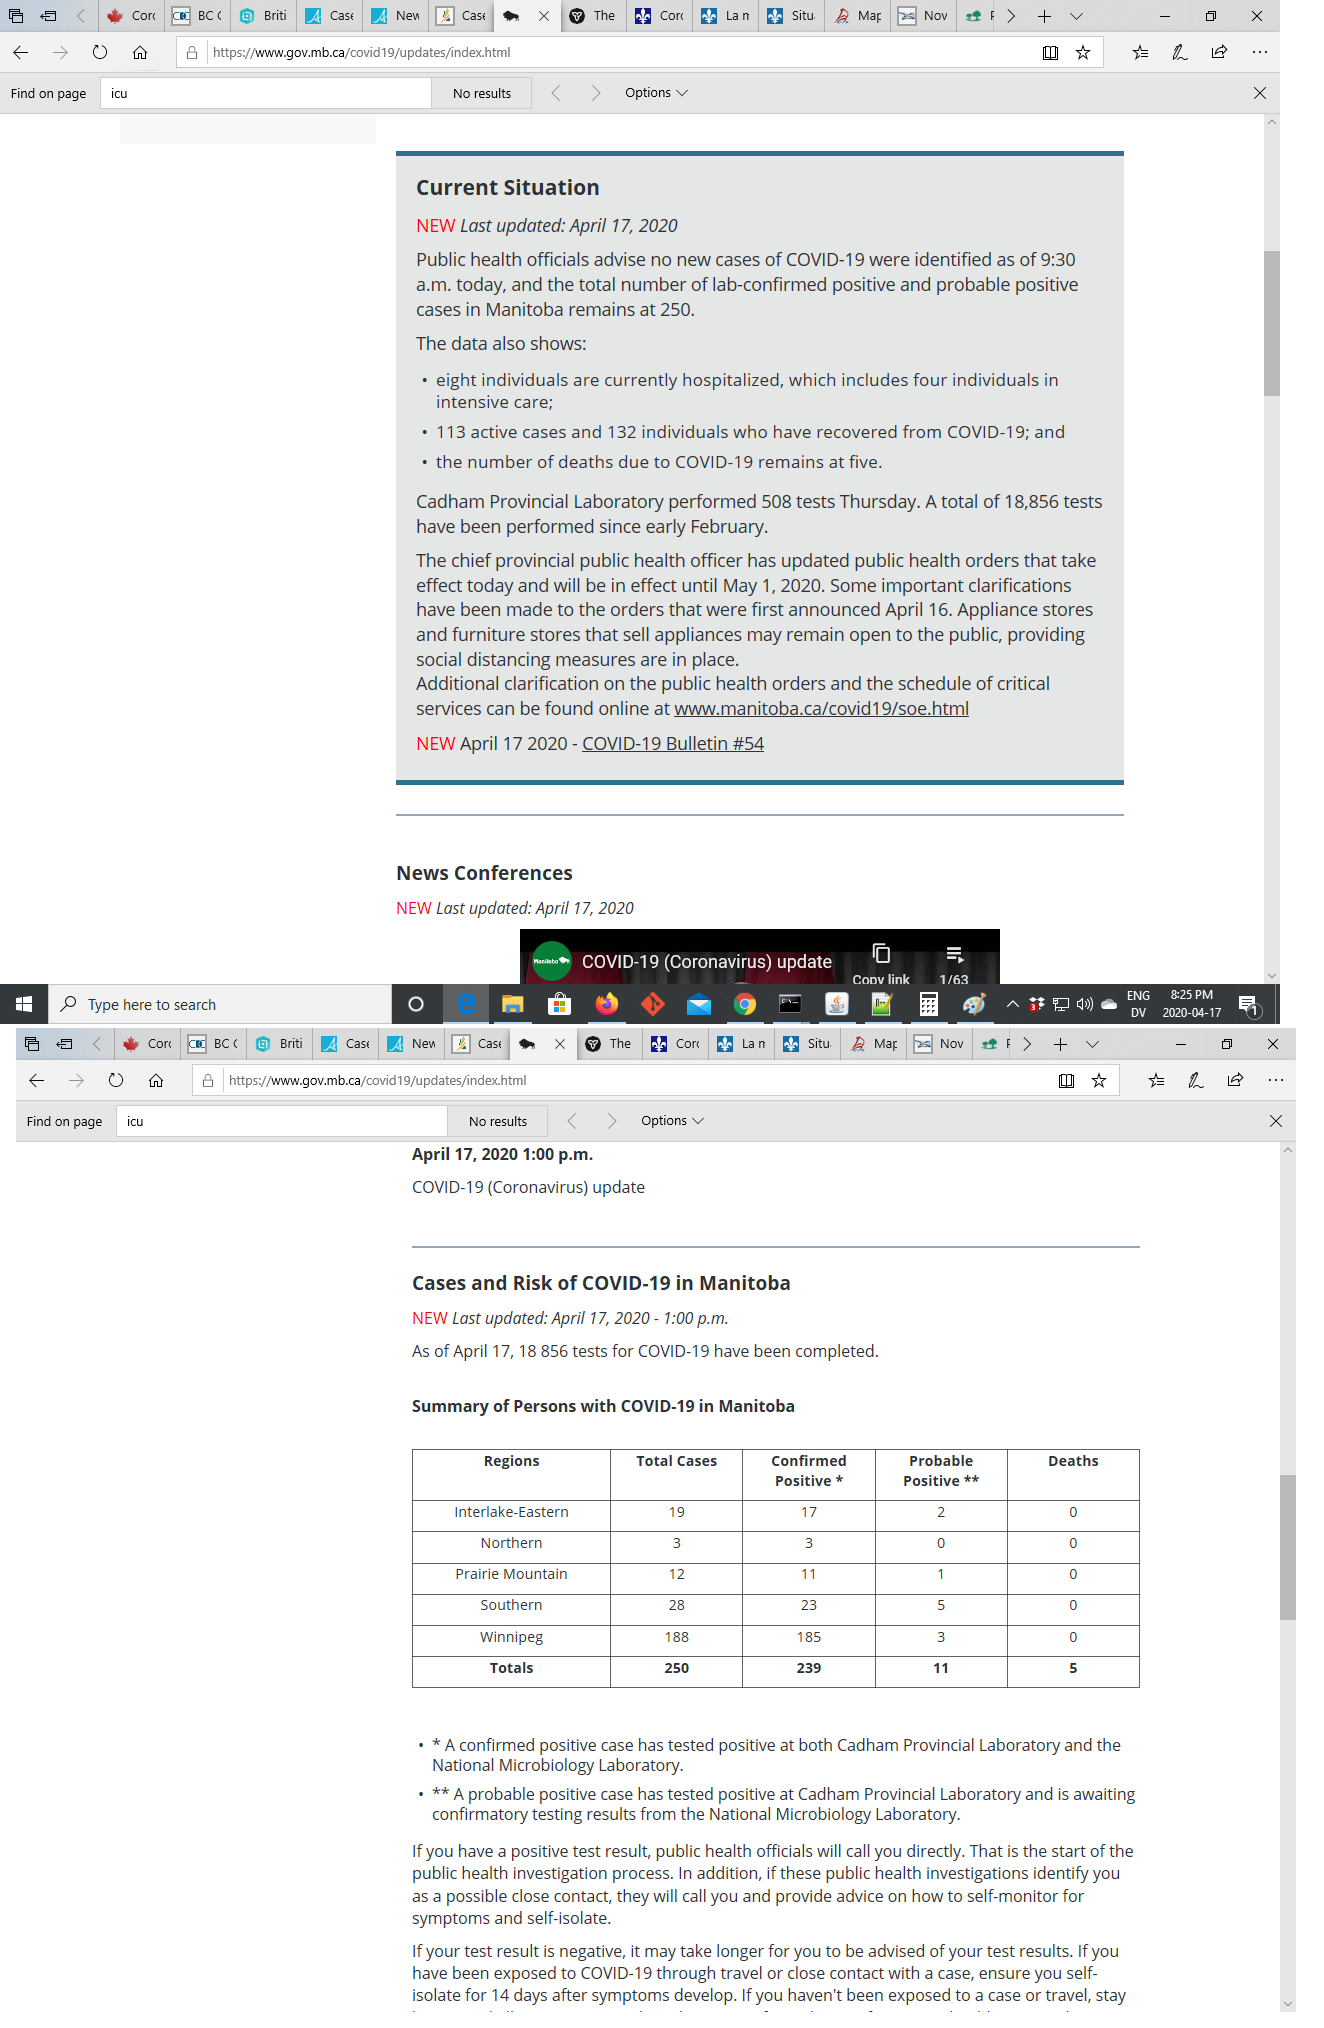 Corc
BC C
Briti
Case
New
Case
The
Corc
La n
Situ
Map
Nov
https://www.gov.mb.ca/covid19/updates/index.html
Find on page icu No results Options
Current Situation
NEW Last updated: April 17, 2020
Public health officials advise no new cases of COVID-19 were identified as of 9:30
a.m. today, and the total number of lab-confirmed positive and probable positive
cases in Manitoba remains at 250.
The data also shows:
• eight individuals are currently hospitalized, which includes four individuals in
intensive care;
• 113 active cases and 132 individuals who have recovered from COVID-19; and
• the number of deaths due to COVID-19 remains at five.
Cadham Provincial Laboratory performed 508 tests Thursday. A total of 18,856 tests
have been performed since early February.
The chief provincial public health officer has updated public health orders that take
effect today and will be in effect until May 1, 2020. Some important clarifications
have been made to the orders that were first announced April 16. Appliance stores
and furniture stores that sell appliances may remain open to the public, providing
social distancing measures are in place.
Additional clarification on the public health orders and the schedule of critical
services can be found online at www.manitoba.ca/covid19/soe.html
NEW April 17 2020 - COVID-19 Bulletin #54
News Conferences
NEW Last updated: April 17, 2020
Manitoba COVID-19 (Coronavirus) update
Copy link 1/63
Type here to search
ENG 8:25 PM
DV 2020-04-17 1
Corc
BC C
Briti
Case
New
Case
The
Corc
La n
Situ
Map
Nov
https://www.gov.mb.ca/covid19/updates/index.html
Find on page icu No results Options
April 17, 2020 1:00 p.m.
COVID-19 (Coronavirus) update
Cases and Risk of COVID-19 in Manitoba
NEW Last updated: April 17, 2020 - 1:00 p.m.
As of April 17, 18 856 tests for COVID-19 have been completed.
Summary of Persons with COVID-19 in Manitoba
Regions Total Cases Confirmed Positive * Probable Positive ** Deaths
Interlake-Eastern 19 17 2 0
Northern 3 3 0 0
Prairie Mountain 12 11 1 0
Southern 28 23 5 0
Winnipeg 188 185 3 0
Totals 250 239 11 5
• * A confirmed positive case has tested positive at both Cadham Provincial Laboratory and the
National Microbiology Laboratory.
• ** A probable positive case has tested positive at Cadham Provincial Laboratory and is awaiting
confirmatory testing results from the National Microbiology Laboratory.
If you have a positive test result, public health officials will call you directly. That is the start of the
public health investigation process. In addition, if these public health investigations identify you
as a possible close contact, they will call you and provide advice on how to self-monitor for
symptoms and self-isolate.
If your test result is negative, it may take longer for you to be advised of your test results. If you
have been exposed to COVID-19 through travel or close contact with a case, ensure you self-
isolate for 14 days after symptoms develop. If you haven't been exposed to a case or travel, stay